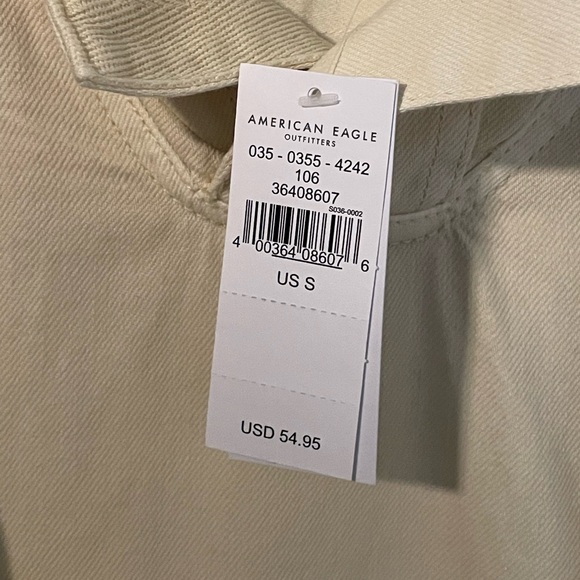 AMERICAN EAGLE
OUTFITTERS
035 - 0355 - 4242
106
36408607
S036-0002
4 00364 08607 6
US S
USD 54.95